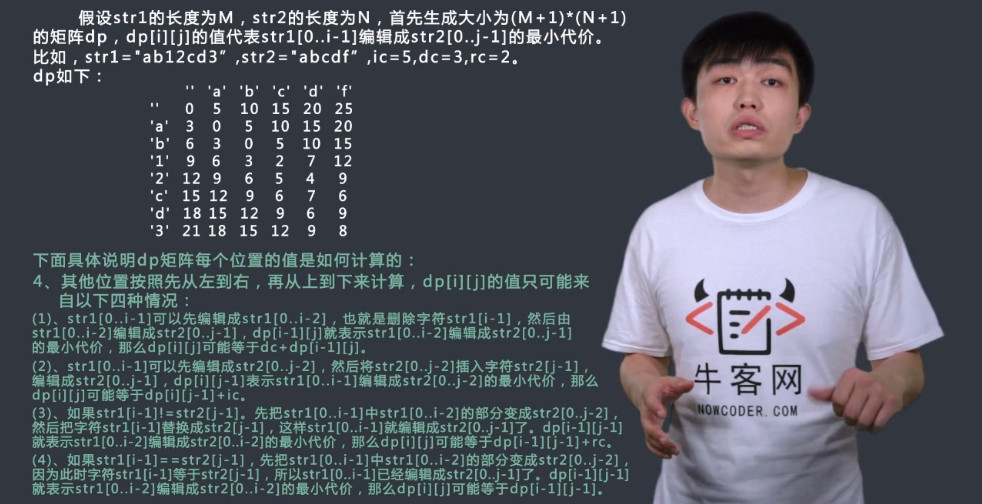 假设str1的长度为M，str2的长度为N，首先生成大小为(M+1)*(N+1)
的矩阵dp，dp[i][j]的值代表str1[0..i-1]编辑成str2[0..j-1]的最小代价。
比如，str1="ab12cd3" ,str2="abcdf" ,ic=5,dc=3,rc=2。
dp如下：
'' 'a' 'b' 'c' 'd' 'f'
'' 0 5 10 15 20 25
'a' 3 0 5 10 15 20
'b' 6 3 0 5 10 15
'1' 9 6 3 2 7 12
'2' 12 9 6 5 4 9
'c' 15 12 9 6 7 6
'd' 18 15 12 9 6 9
'3' 21 18 15 12 9 8
下面具体说明dp矩阵每个位置的值是如何计算的：
4、其他位置按照先从左到右，再从上到下来计算，dp[i][j]的值只可能来
自以下四种情况：
(1)、str1[0..i-1]可以先编辑成str1[0..i-2]，也就是删除字符str1[i-1]，然后由
str1[0..i-2]编辑成str2[0..j-1]，dp[i-1][j]就表示str1[0..i-2]编辑成str2[0..j-1]
的最小代价，那么dp[i][j]可能等于dc+dp[i-1][j]。
(2)、str1[0..i-1]可以先编辑成str2[0..j-2]，然后将str2[0..j-2]插入字符str2[j-1]，
编辑成str2[0..j-1]，dp[i][j-1]表示str1[0..i-1]编辑成str2[0..j-2]的最小代价，那么
dp[i][j]可能等于dp[i][j-1]+ic。
(3)、如果str1[i-1]!=str2[j-1]。先把str1[0..i-1]中str1[0..i-2]的部分变成str2[0..j-2]，
然后把字符str1[i-1]替换成str2[j-1]，这样str1[0..i-1]就编辑成str2[0..j-1]了。dp[i-1][j-1]
就表示str1[0..i-2]编辑成str2[0..i-2]的最小代价，那么dp[i][j]可能等于dp[i-1][j-1]+rc。
(4)、如果str1[i-1]==str2[j-1]，先把str1[0..i-1]中str1[0..i-2]的部分变成str2[0..j-2]，
因为此时字符str1[i-1]等于str2[j-1]，所以str1[0..i-1]已经编辑成str2[0..j-1]了。dp[i-1][j-1]
就表示str1[0..i-2]编辑成str2[0..i-2]的最小代价，那么dp[i][j]可能等于dp[i-1][j-1]。
牛客网
NOWCODER.COM